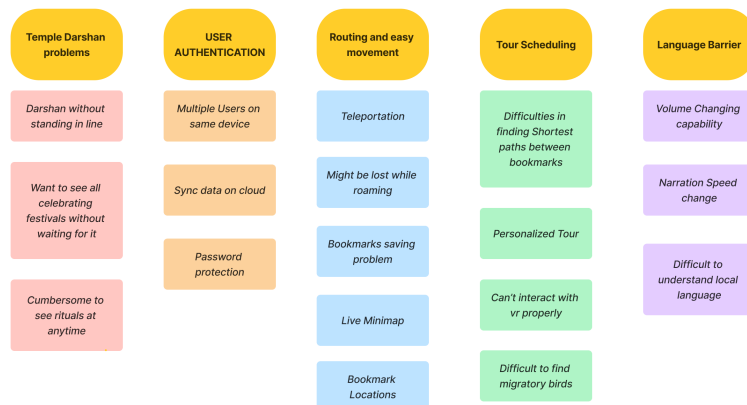 Temple Darshan
problems
Darshan without
standing in line
Want to see all
celebrating
festivals without
waiting for it
Cumbersome to
see rituals at
anytime
USER
AUTHENTICATION
Multiple Users on
same device
Sync data on cloud
Password
protection
Routing and easy
movement
Teleportation
Might be lost while
roaming
Bookmarks saving
problem
Live Minimap
Bookmark
Locations
Tour Scheduling
Difficulties in
finding Shortest
paths between
bookmarks
Personalized Tour
Can't interact with
vr properly
Difficult to find
migratory birds
Language Barrier
Volume Changing
capability
Narration Speed
change
Difficult to
understand local
language